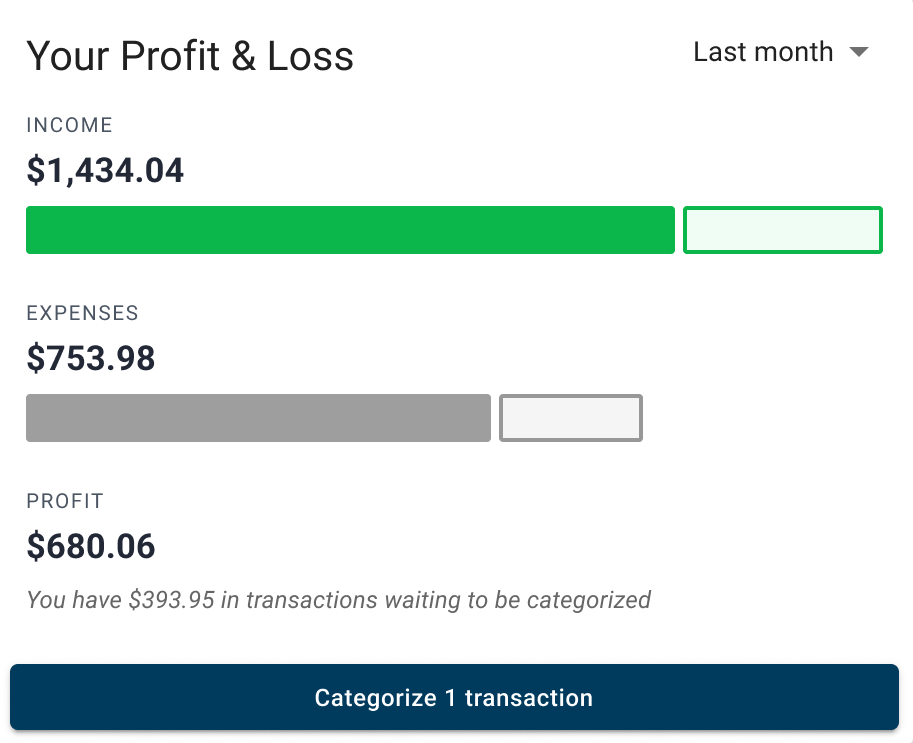 Your Profit & Loss
Last month
INCOME
$1,434.04
EXPENSES
$753.98
PROFIT
$680.06
You have $393.95 in transactions waiting to be categorized
Categorize 1 transaction